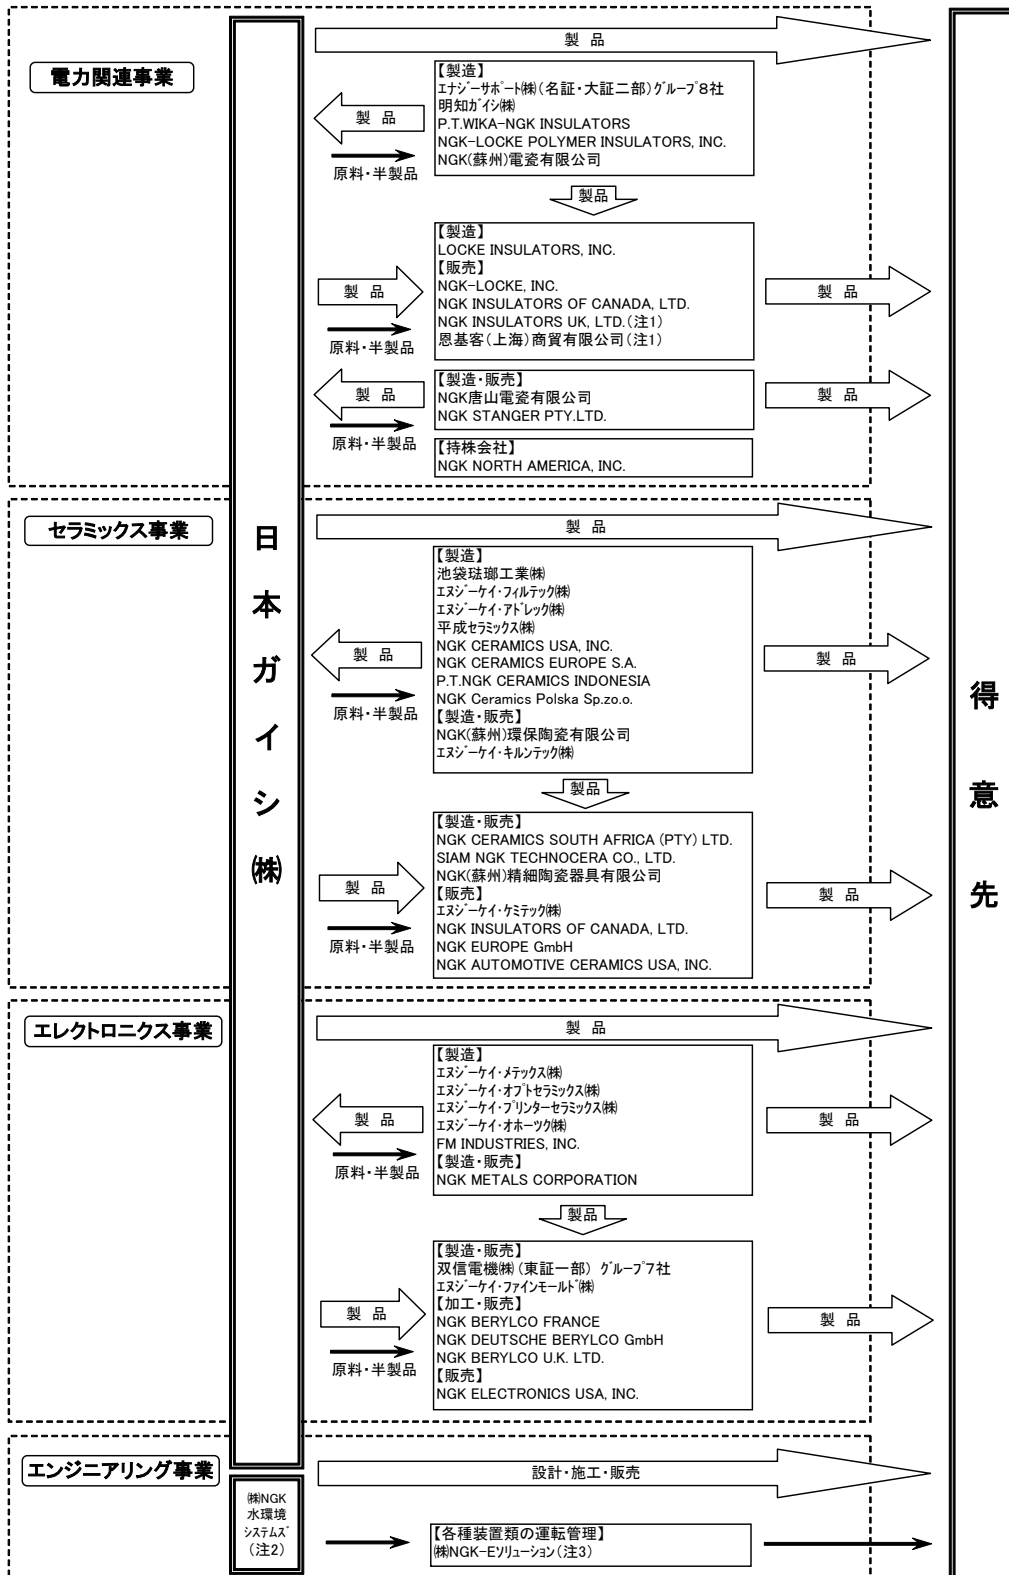 製 品
電力関連事業
【製造】
ｴﾅｼﾞｰｻﾎﾟｰﾄ㈱(名証・大証二部)ｸﾞﾙｰﾌﾟ8社
明知ｶﾞｲｼ㈱
P.T.WIKA-NGK INSULATORS
NGK-LOCKE POLYMER INSULATORS, INC.
NGK(蘇州)電瓷有限公司
製 品
原料・半製品
製品
【製造】
LOCKE INSULATORS, INC.
【販売】
NGK-LOCKE, INC.
NGK INSULATORS OF CANADA, LTD.
NGK INSULATORS UK, LTD.(注1)
恩基客(上海)商貿有限公司(注1)
製 品
原料・半製品
製 品
【製造・販売】
NGK唐山電瓷有限公司
NGK STANGER PTY.LTD.
製 品
原料・半製品
製 品
【持株会社】
NGK NORTH AMERICA, INC.
日本ガイシ㈱
得意先
セラミックス事業
製 品
【製造】
池袋琺瑯工業㈱
ｴﾇｼﾞｰｹｲ・ﾌｨﾙﾃｯｸ㈱
ｴﾇｼﾞｰｹｲ・ｱﾄﾞﾚｯｸ㈱
平成ｾﾗﾐｯｸｽ㈱
NGK CERAMICS USA, INC.
NGK CERAMICS EUROPE S.A.
P.T.NGK CERAMICS INDONESIA
NGK Ceramics Polska Sp.zo.o.
【製造・販売】
NGK(蘇州)環保陶瓷有限公司
ｴﾇｼﾞｰｹｲ・ｷﾙﾝﾃｯｸ㈱
製 品
原料・半製品
製 品
製品
【製造・販売】
NGK CERAMICS SOUTH AFRICA (PTY) LTD.
SIAM NGK TECHNOCERA CO., LTD.
NGK(蘇州)精細陶瓷器具有限公司
【販売】
ｴﾇｼﾞｰｹｲ・ｹﾐﾃｯｸ㈱
NGK INSULATORS OF CANADA, LTD.
NGK EUROPE GmbH
NGK AUTOMOTIVE CERAMICS USA, INC.
製 品
原料・半製品
製 品
エレクトロニクス事業
製 品
【製造】
ｴﾇｼﾞｰｹｲ・ﾒﾃｯｸｽ㈱
ｴﾇｼﾞｰｹｲ・ｵﾌﾟﾄｾﾗﾐｯｸｽ㈱
ｴﾇｼﾞｰｹｲ・ﾌﾟﾘﾝﾀｰｾﾗﾐｯｸｽ㈱
ｴﾇｼﾞｰｹｲ・ｵﾎｰﾂｸ㈱
FM INDUSTRIES, INC.
【製造・販売】
NGK METALS CORPORATION
製 品
原料・半製品
製 品
製品
【製造・販売】
双信電機㈱ (東証一部) ｸﾞﾙｰﾌﾟ7社
ｴﾇｼﾞｰｹｲ・ﾌｧｲﾝﾓｰﾙﾄﾞ㈱
【加工・販売】
NGK BERYLCO FRANCE
NGK DEUTSCHE BERYLCO GmbH
NGK BERYLCO U.K. LTD.
【販売】
NGK ELECTRONICS USA, INC.
製 品
原料・半製品
製 品
エンジニアリング事業
設計・施工・販売
㈱NGK
水環境
ｼｽﾃﾑｽﾞ
(注2)
【各種装置類の運転管理】
㈱NGK-Eｿﾘｭｰｼｮﾝ(注3)